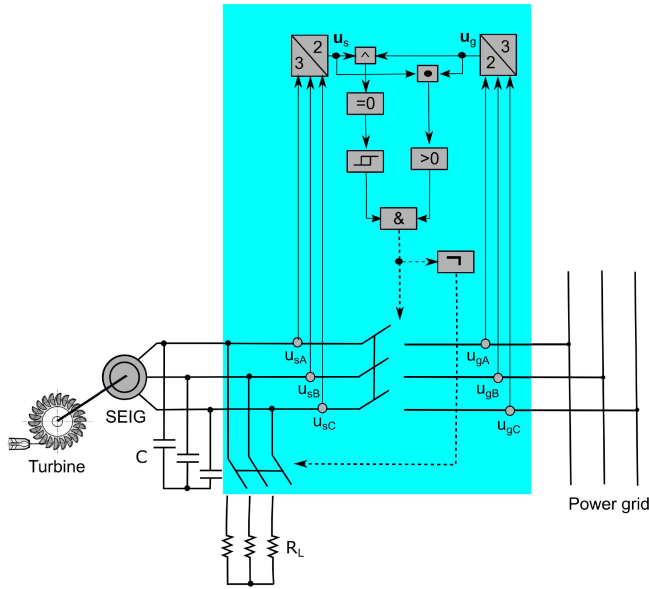 2
3
u_s
^
u_g
3
2
=0
>0
&
¬
u_sA
u_gA
u_sB
u_gB
u_sC
u_gC
SEIG
Turbine
C
Power grid
R_L